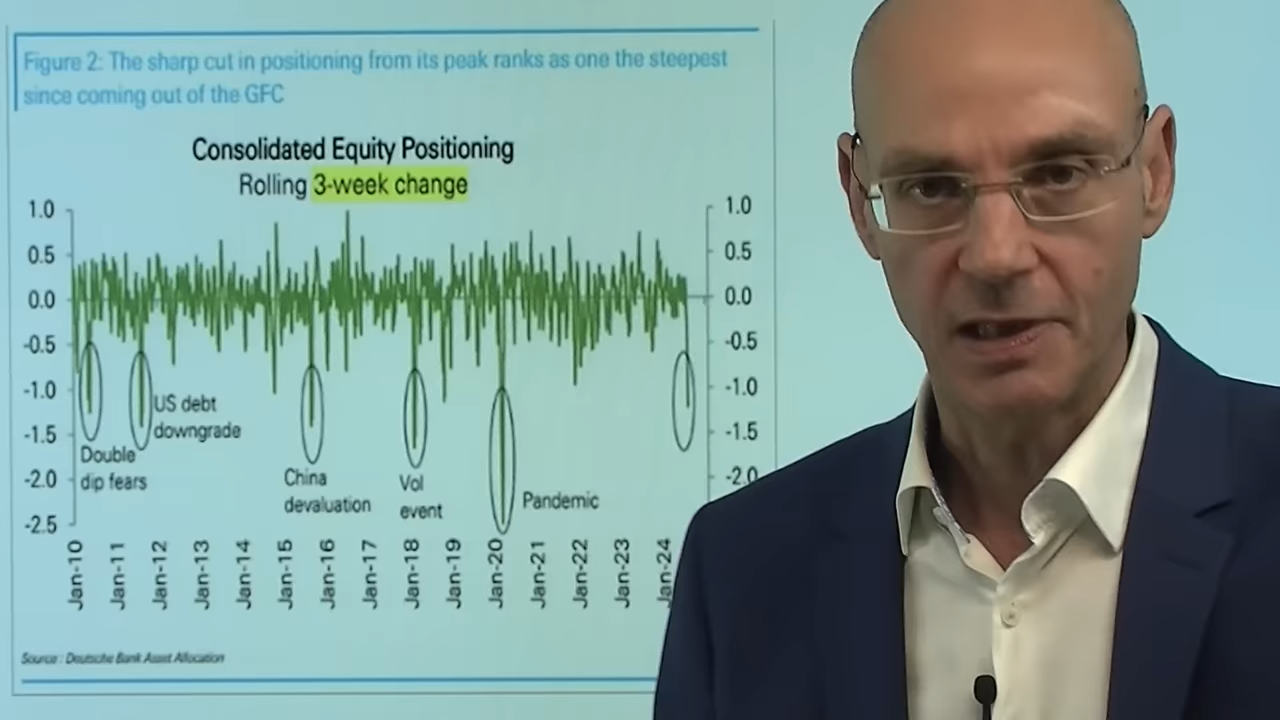 Figure 2: The sharp cut in positioning from its peak ranks as one the steepest
since coming out of the GFC
Consolidated Equity Positioning
Rolling 3-week change
1.0
0.5
0.0
-0.5
-1.0
-1.5
-2.0
-2.5
1.0
0.5
0.0
-0.5
-1.0
-1.5
-2.0
Double
dip fears
US debt
downgrade
China
devaluation
Vol
event
Pandemic
Jan-10
Jan-11
Jan-12
Jan-13
Jan-14
Jan-15
Jan-16
Jan-17
Jan-18
Jan-19
Jan-20
Jan-21
Jan-22
Jan-23
Jan-24
Source : Deutsche Bank Asset Allocation